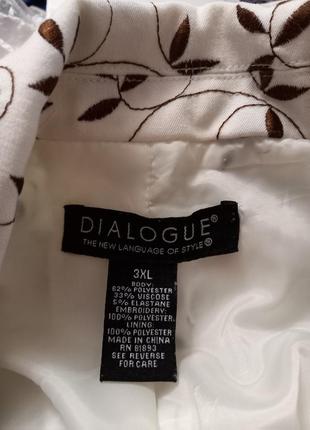 DIALOGUE®
THE NEW LANGUAGE OF STYLE®
3XL
BODY:
62% POLYESTER
33% VISCOSE
5% ELASTANE
EMBROIDERY:
100% POLYESTER
LINING:
100% POLYESTER
MADE IN CHINA
RN 81893
SEE REVERSE
FOR CARE